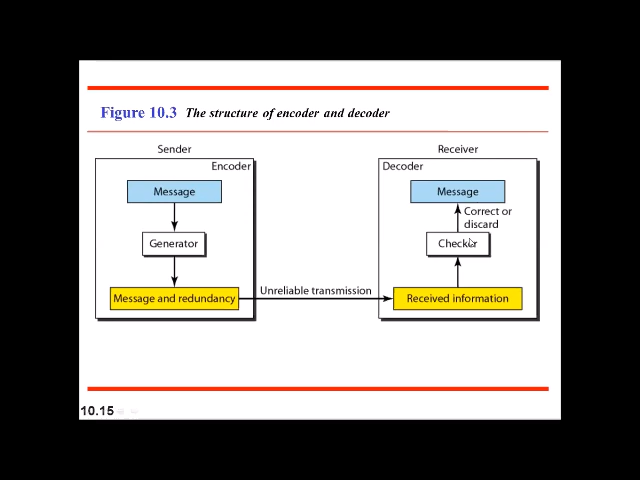 Figure 10.3 The structure of encoder and decoder
Sender
Receiver
Encoder
Decoder
Message
Message
Correct or
discard
Generator
Checker
Unreliable transmission
Message and redundancy
Received information
10.15